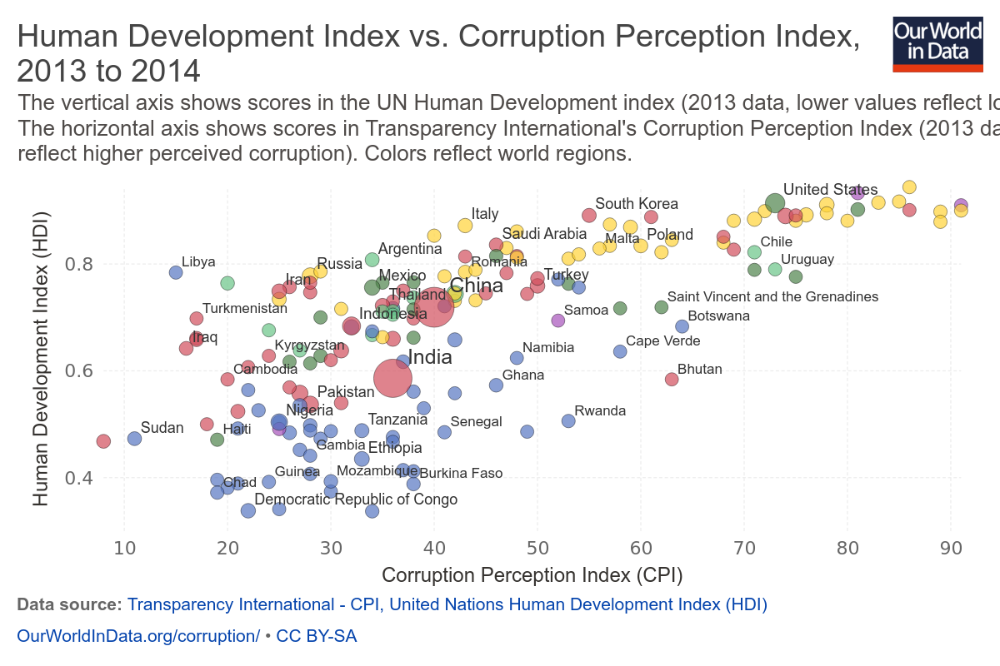 Human Development Index vs. Corruption Perception Index,
2013 to 2014
Our World
in Data
The vertical axis shows scores in the UN Human Development index (2013 data, lower values reflect
The horizontal axis shows scores in Transparency International's Corruption Perception Index (2013
reflect higher perceived corruption). Colors reflect world regions.
United States
South Korea
Italy
Saudi Arabia
Malta
Poland
Chile
Argentina
Libya
Uruguay
Russia
Romania
Mexico
Turkey
Iran
China
0.8
Thailand
Saint Vincent and the Grenadines
Turkmenistan
Indonesia
Samoa
Botswana
Iraq
Kyrgyzstan
Cape Verde
Namibia
India
Cambodia
Bhutan
0.6
Ghana
Pakistan
Nigeria
Rwanda
Tanzania
Senegal
Sudan
Haiti
Gambia
Ethiopia
Guinea
Mozambique
Burkina Faso
0.4
Chad
Democratic Republic of Congo
Human Development Index (HDI)
10 20 30 40 50 60 70 80 90
Corruption Perception Index (CPI)
Data source: Transparency International - CPI, United Nations Human Development Index (HDI)
OurWorldInData.org/corruption/ • CC BY-SA